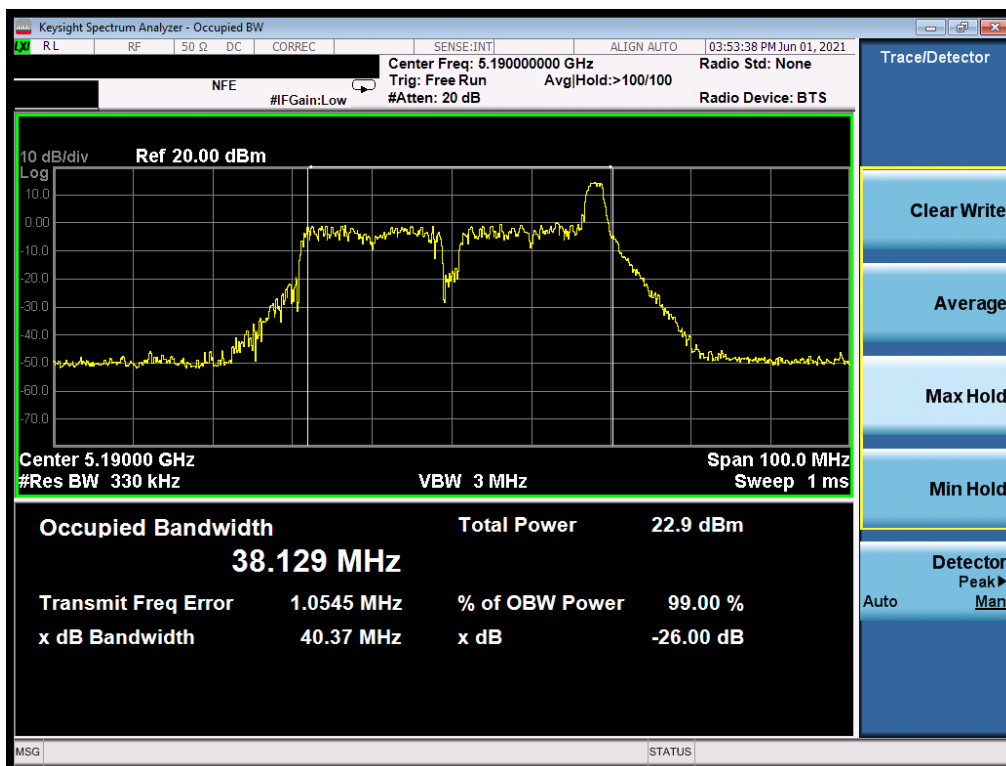 Keysight Spectrum Analyzer - Occupied BW
LXI RL RF 50 Ω DC CORREC SENSE:INT ALIGN AUTO 03:53:38 PM Jun 01, 2021
Center Freq: 5.190000000 GHz Radio Std: None
NFE Trig: Free Run Avg|Hold:>100/100
#IFGain:Low #Atten: 20 dB Radio Device: BTS
Trace/Detector
10 dB/div Ref 20.00 dBm
Log
10.0
0.00
-10.0
-20.0
-30.0
-40.0
-50.0
-60.0
-70.0
Center 5.19000 GHz Span 100.0 MHz
#Res BW 330 kHz VBW 3 MHz Sweep 1 ms
Occupied Bandwidth Total Power 22.9 dBm
38.129 MHz
Transmit Freq Error 1.0545 MHz % of OBW Power 99.00 %
x dB Bandwidth 40.37 MHz x dB -26.00 dB
Clear Write
Average
Max Hold
Min Hold
Detector
Peak
Auto Man
MSG STATUS